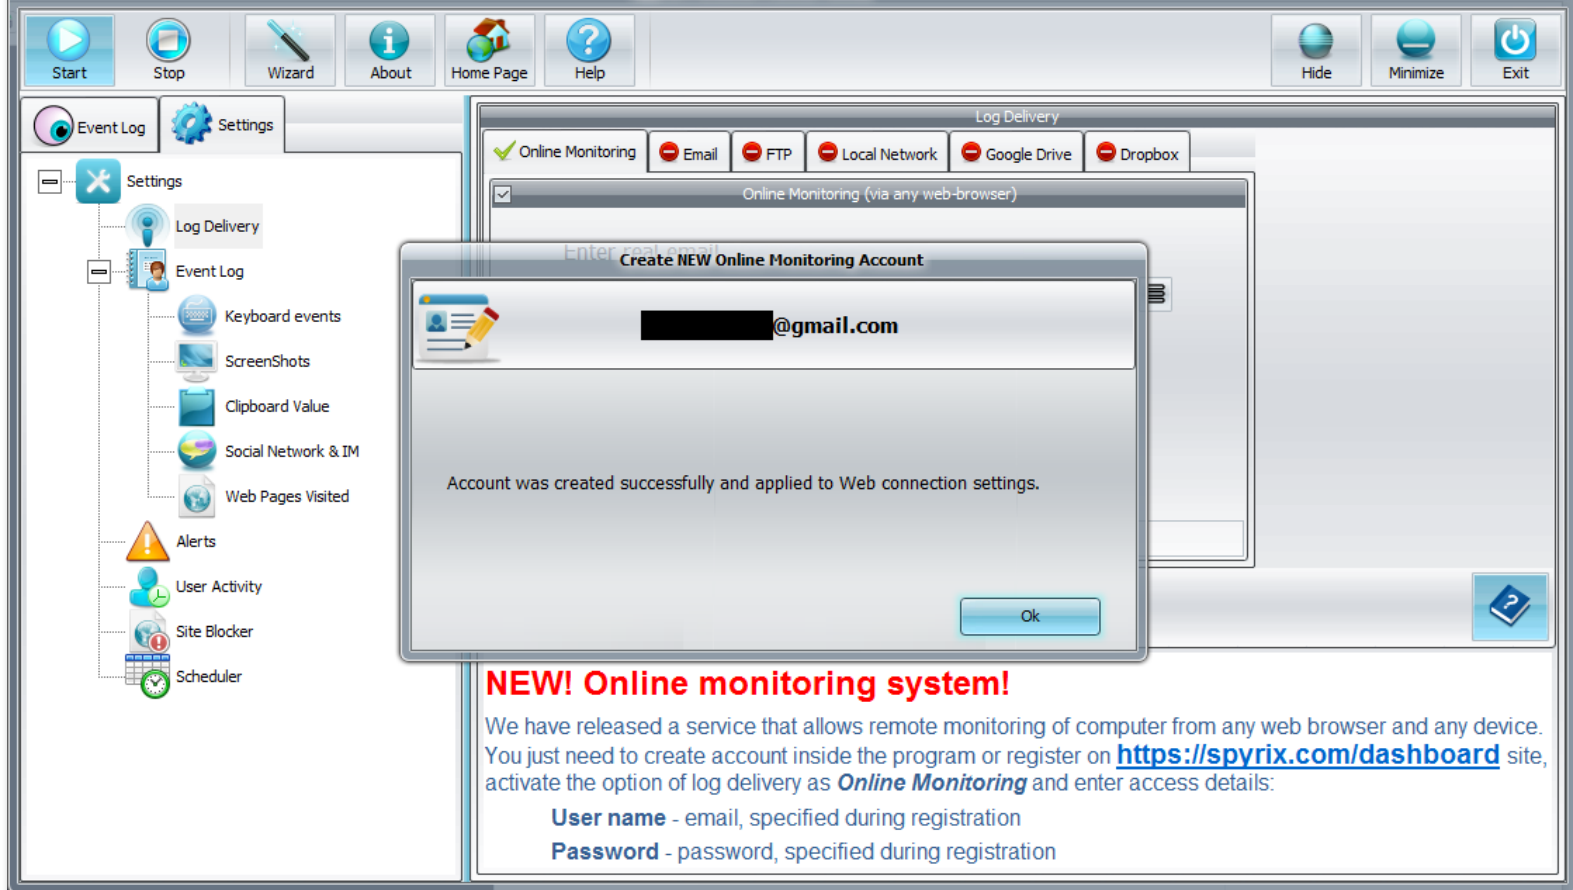 Start
Stop
Wizard
About
Home Page
Help
Hide
Minimize
Exit
Event Log
Settings
Settings
Log Delivery
Event Log
Keyboard events
ScreenShots
Clipboard Value
Social Network & IM
Web Pages Visited
Alerts
User Activity
Site Blocker
Scheduler
Log Delivery
Online Monitoring
Email
FTP
Local Network
Google Drive
Dropbox
Online Monitoring (via any web-browser)
Enter real email
Create NEW Online Monitoring Account
@gmail.com
Account was created successfully and applied to Web connection settings.
Ok
NEW! Online monitoring system!
We have released a service that allows remote monitoring of computer from any web browser and any device.
You just need to create account inside the program or register on https://spyrix.com/dashboard site,
activate the option of log delivery as Online Monitoring and enter access details:
User name - email, specified during registration
Password - password, specified during registration